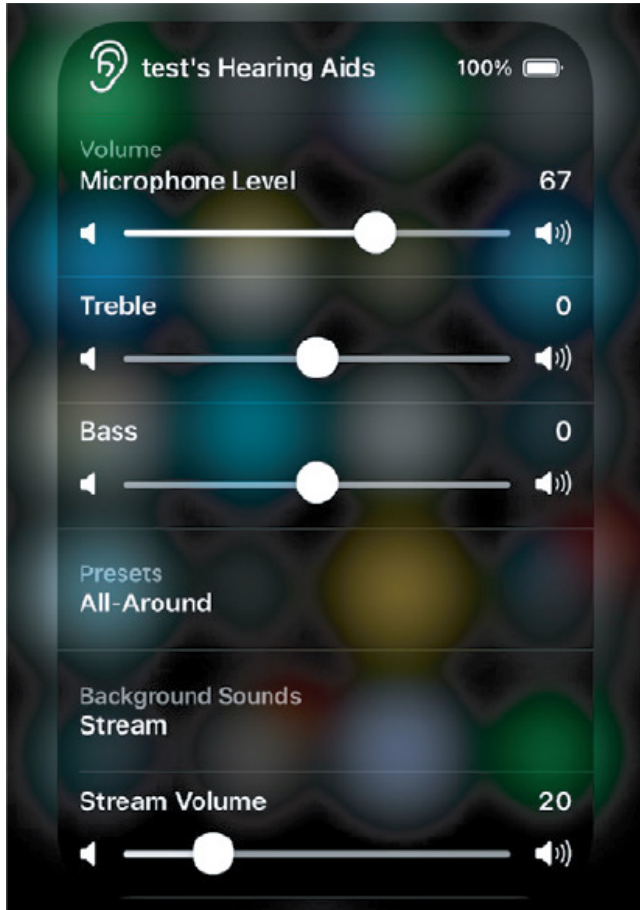 test's Hearing Aids 100%
Volume
Microphone Level 67
Treble 0
Bass 0
Presets
All-Around
Background Sounds
Stream
Stream Volume 20